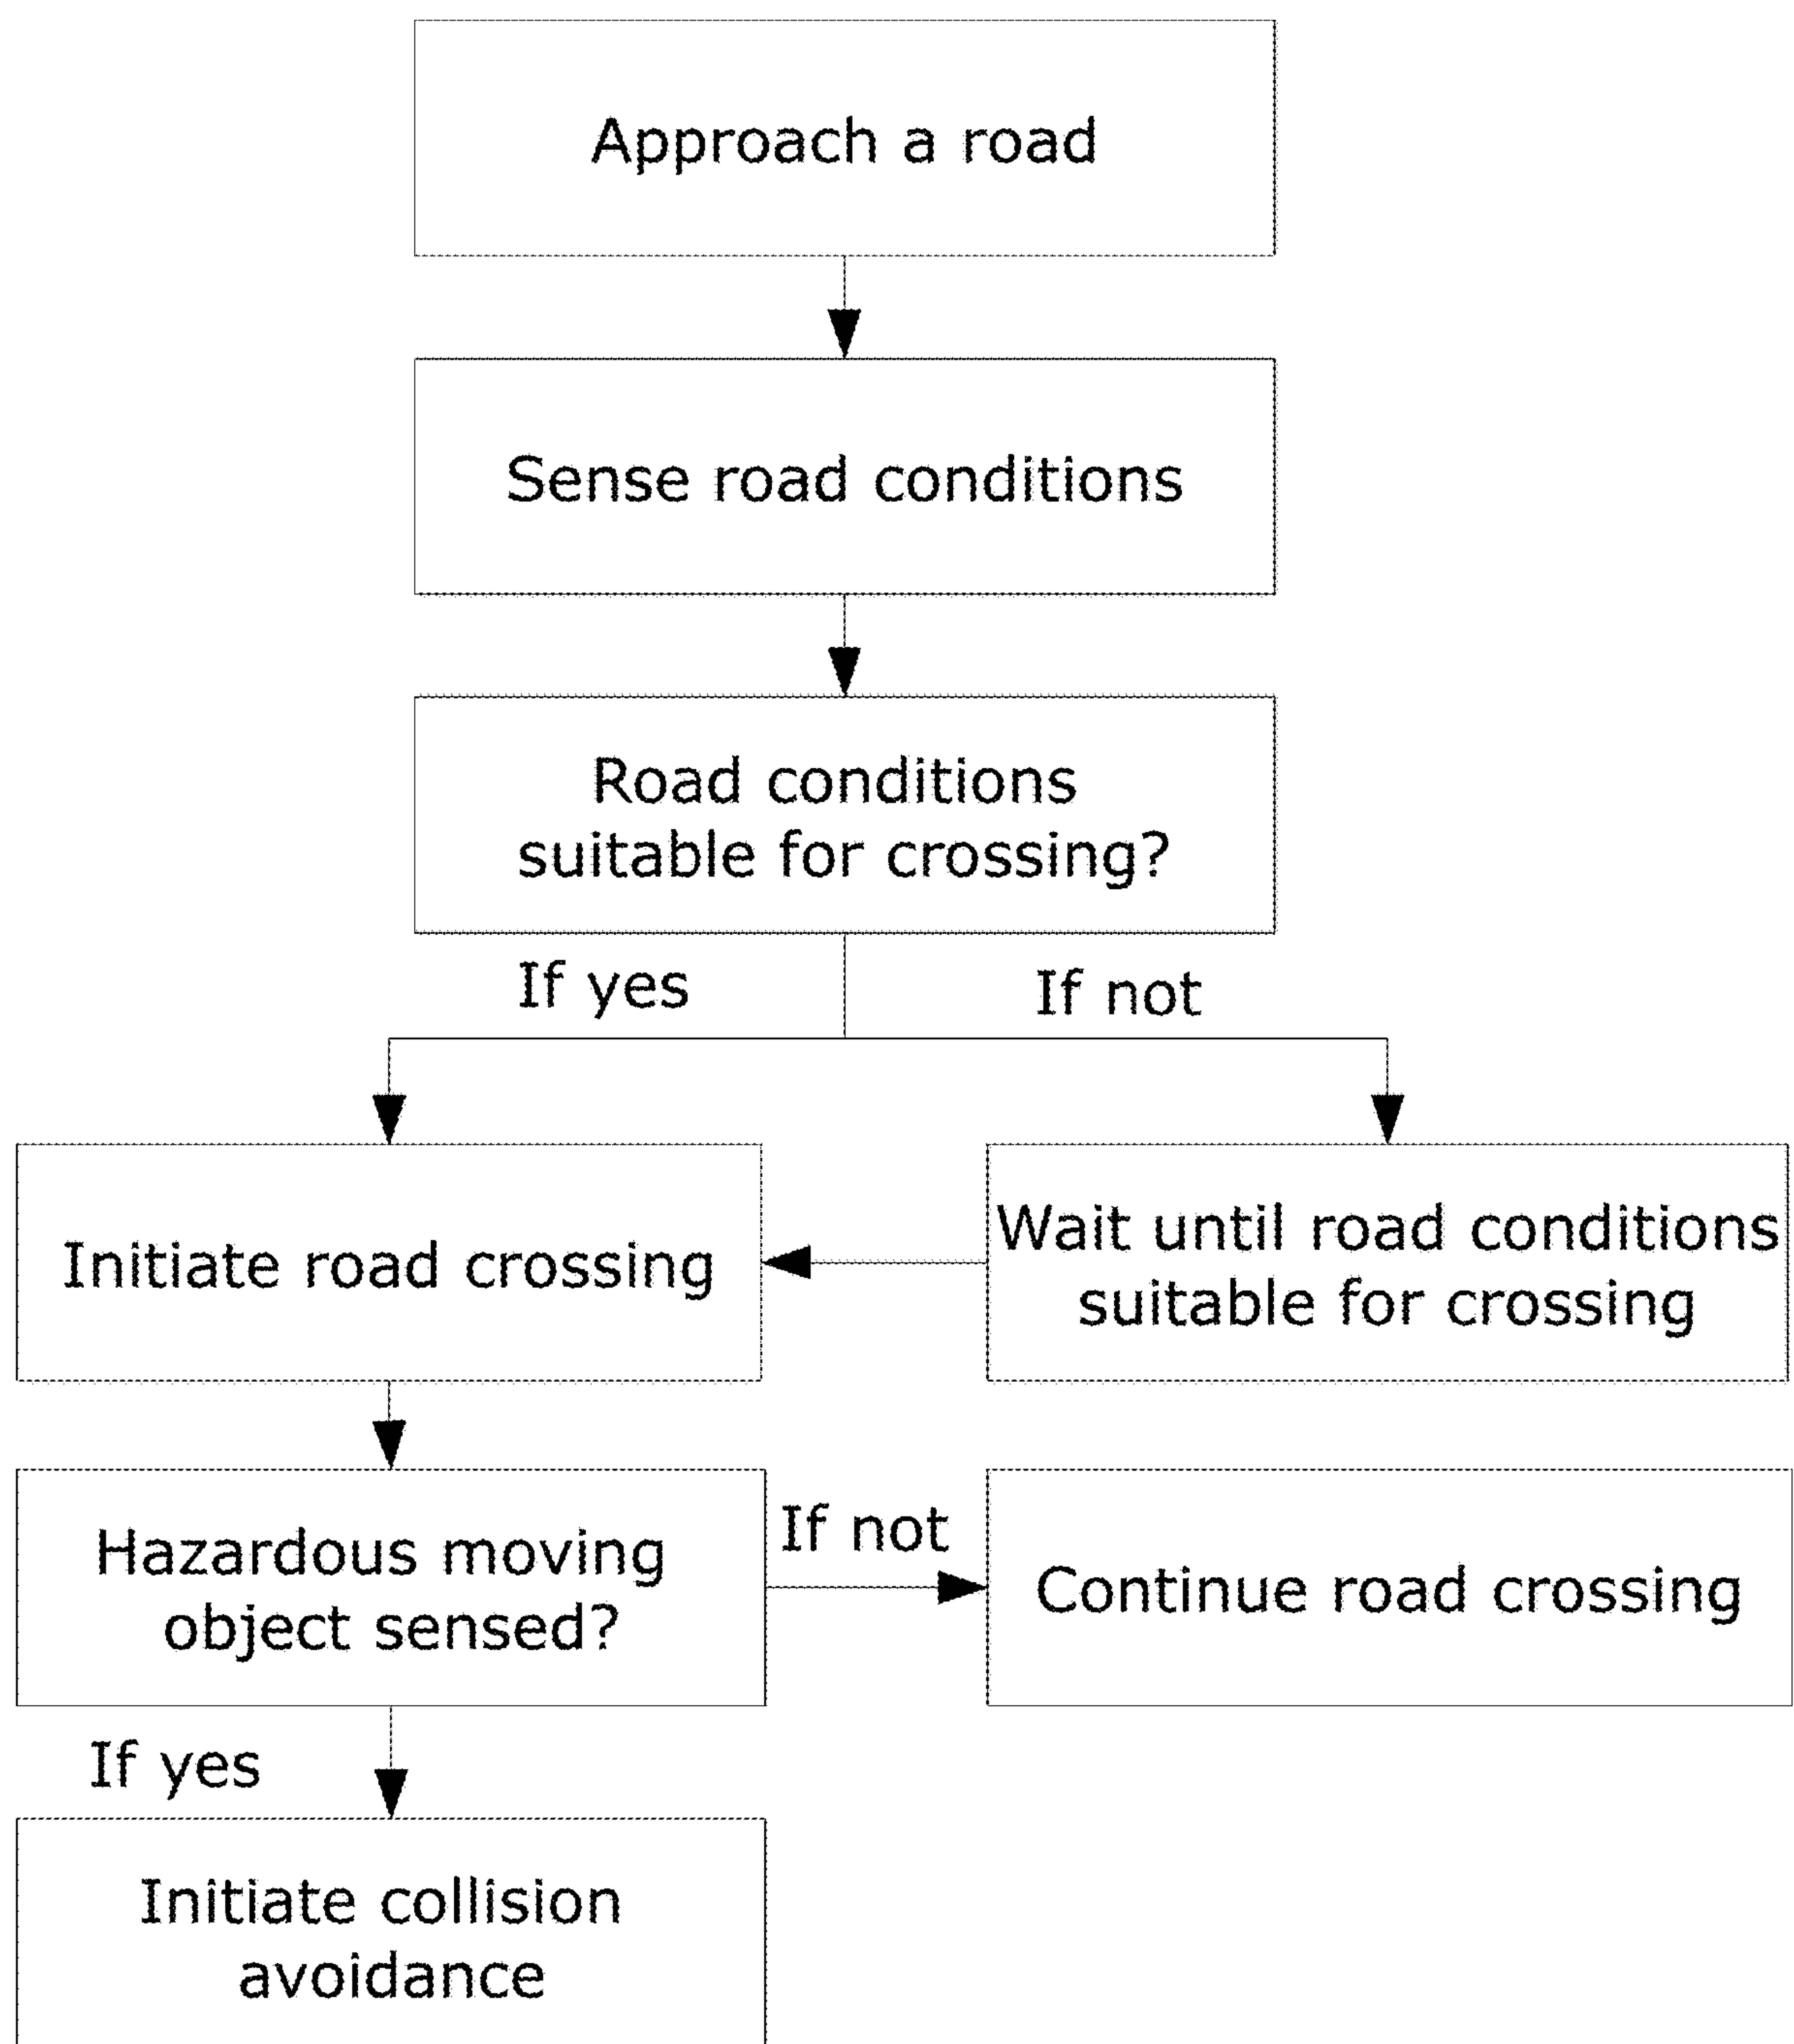 Approach a road
Sense road conditions
Road conditions
suitable for crossing?
If yes
If not
Initiate road crossing
Wait until road conditions
suitable for crossing
Hazardous moving
object sensed?
If not
Continue road crossing
If yes
Initiate collision
avoidance